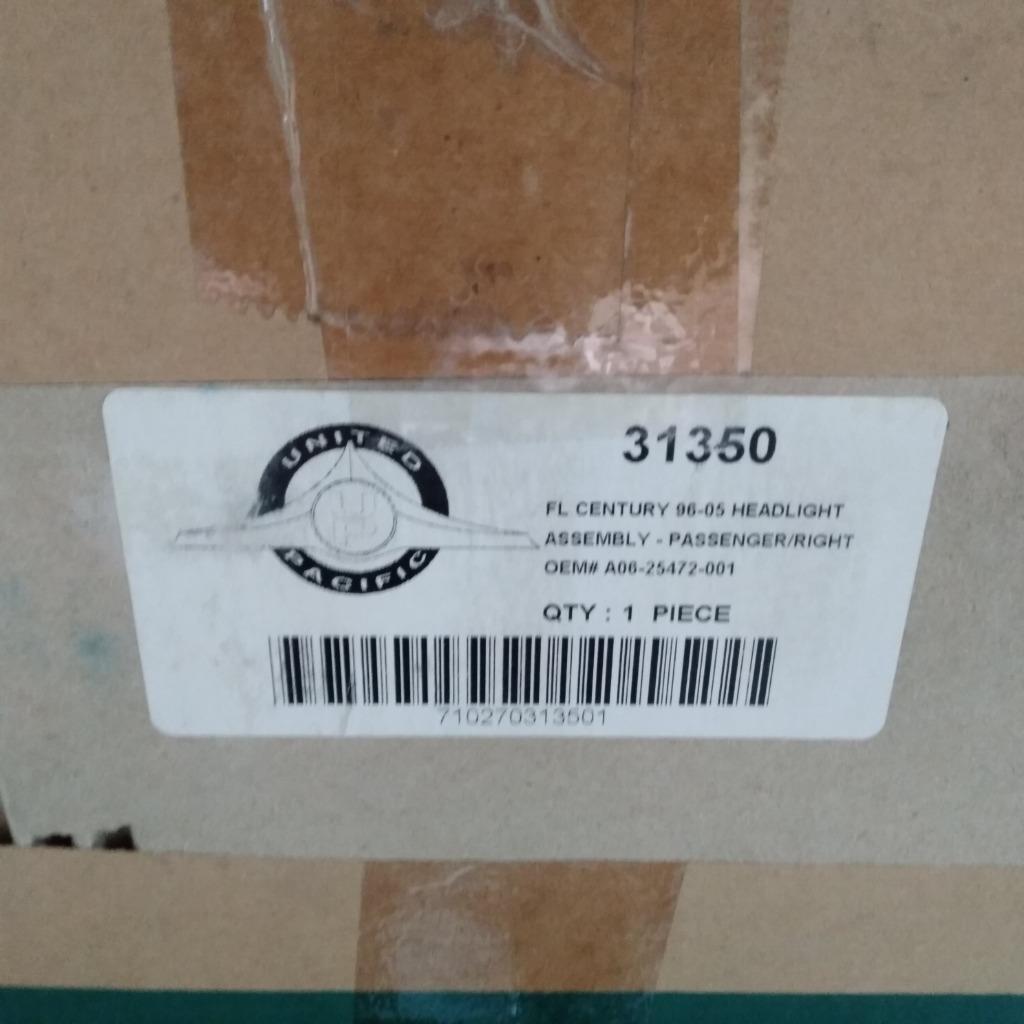 UNITED
PACIFIC
31350
FL CENTURY 96-05 HEADLIGHT
ASSEMBLY - PASSENGER/RIGHT
OEM# A06-25472-001
QTY : 1 PIECE
710270313501